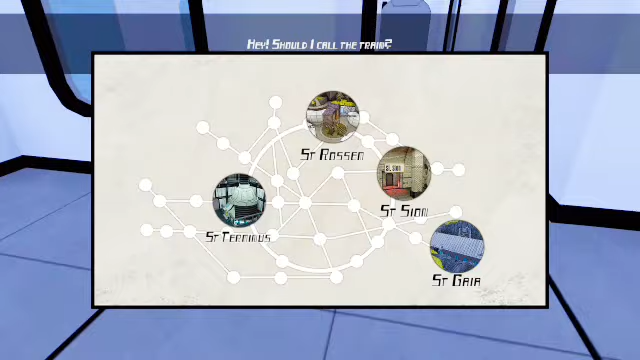 Hey! Should I call the train?
St Rossen
St Sion
St Terminus
St Gaia